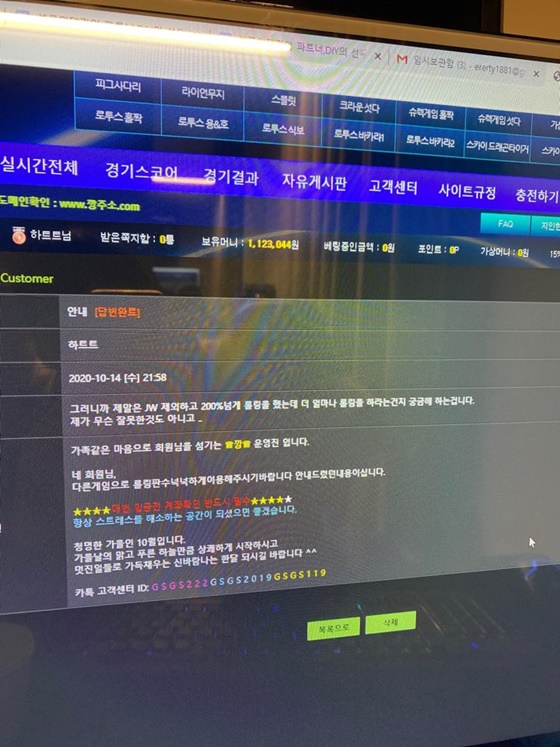 파트너,DIY의 선두
임시보관함 (3) - ererty1881@g
피그사다리 라이언무지 스플릿 크라운 섯다 슈퍼게임 홀짝 슈퍼게임 섯다
로투스 홀짝 로투스 용&호 로투스 식보 로투스 바카라1 로투스 바카라2 스카이 드래곤타이거 스카이
실시간전체 경기스코어 경기결과 자유게시판 고객센터 사이트규정 충전하기
도메인확인 : www.깡주소.com
FAQ 지인
하트트님 받은쪽지함 : 0통 보유머니 : 1,123,044원 베팅중인금액 : 0원 포인트 : 0P 가상머니 : 0원
Customer
안내 [답변완료]
하트트
2020-10-14 [수] 21:58
그러니까 제말은 JW 제외하고 200%넘게 롤링을 했는데 더 얼마나 롤링을 하라는건지 궁금해 하는겁니다.
제가 무슨 잘못한것도 아니고 ..
가족같은 마음으로 회원님을 섬기는 ♛깡♛ 운영진 입니다.
네 회원님,
다른게임으로 롤링판수넉넉하게이용해주시기바랍니다 안내드렸던내용이십니다.
★★★★매번 입금전 계좌확인 반드시 필수★★★★★
항상 스트레스를 해소하는 공간이 되셨으면 좋겠습니다.
청명한 가을인 10월입니다.
가을날의 맑고 푸른 하늘만큼 상쾌하게 시작하시고
멋진일들로 가득채우는 신바람나는 한달 되시길 바랍니다 ^^
카톡 고객센터 ID: GSGS222 GSGS2019 GSGS119
목록으로 삭제